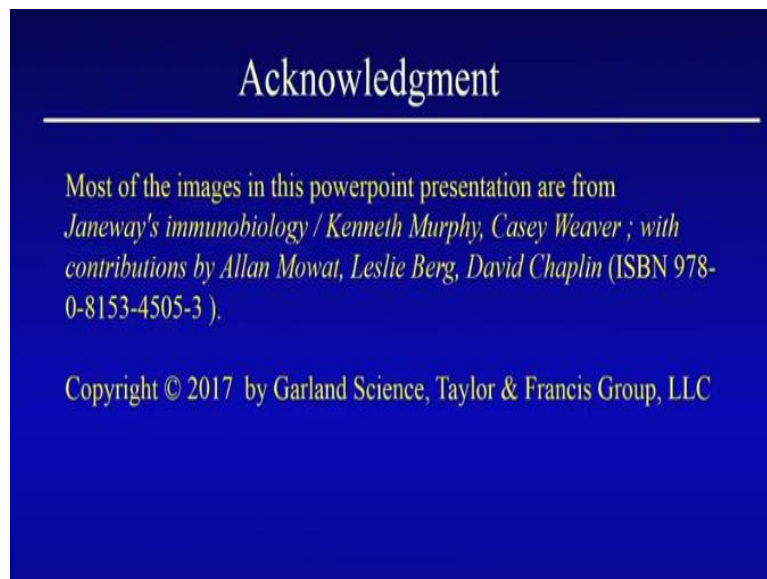 Acknowledgment
Most of the images in this powerpoint presentation are from
Janeway's immunobiology / Kenneth Murphy, Casey Weaver ; with
contributions by Allan Mowat, Leslie Berg, David Chaplin (ISBN 978-
0-8153-4505-3 ).
Copyright © 2017 by Garland Science, Taylor & Francis Group, LLC